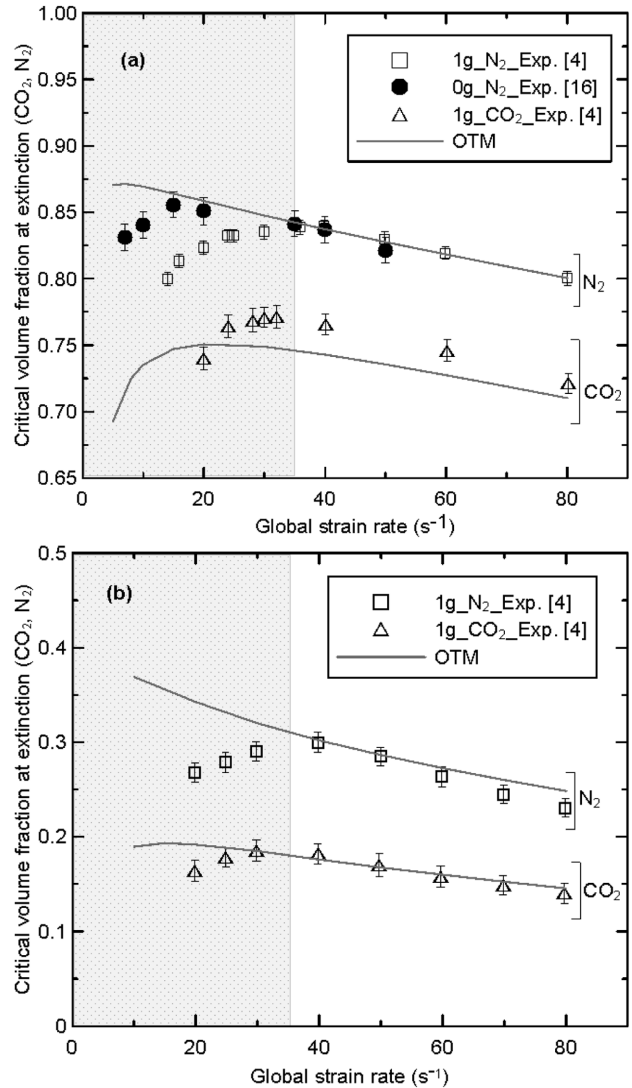 1.00
0.95
0.90
0.85
0.80
0.75
0.70
0.65
Critical volume fraction at extinction (CO₂, N₂)
(a)
1g_N₂_Exp. [4]
0g_N₂_Exp. [16]
1g_CO₂_Exp. [4]
OTM
N₂
CO₂
0 20 40 60 80
Global strain rate (s⁻¹)
0.5
0.4
0.3
0.2
0.1
0
Critical volume fraction at extinction (CO₂, N₂)
(b)
1g_N₂_Exp. [4]
1g_CO₂_Exp. [4]
OTM
N₂
CO₂
0 20 40 60 80
Global strain rate (s⁻¹)